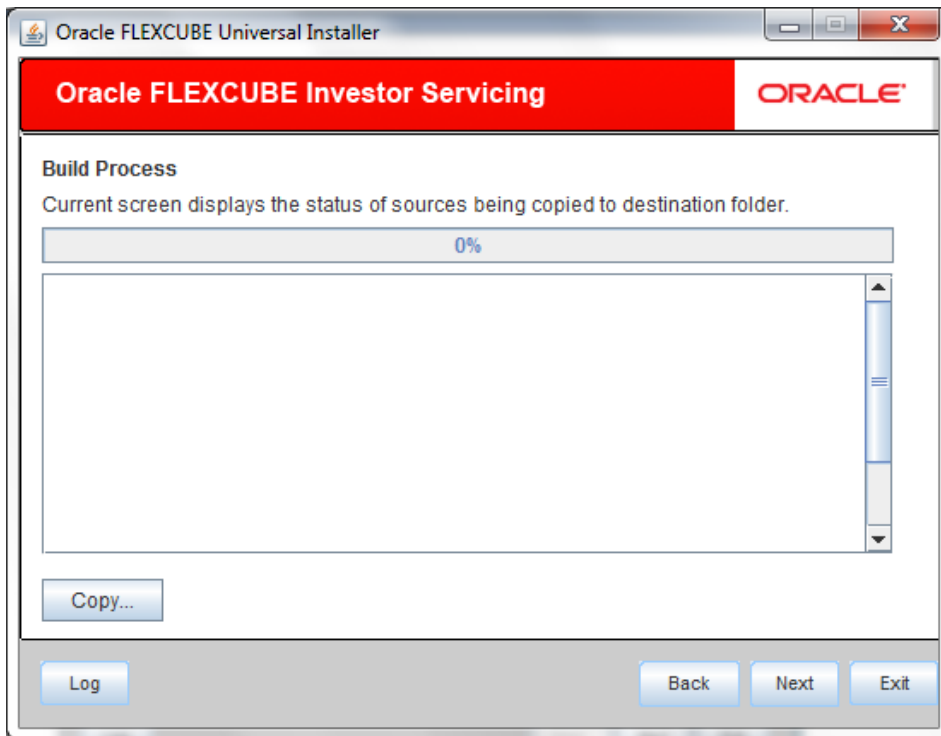 Oracle FLEXCUBE Universal Installer
Oracle FLEXCUBE Investor Servicing
ORACLE
Build Process
Current screen displays the status of sources being copied to destination folder.
0%
Copy...
Log Back Next Exit